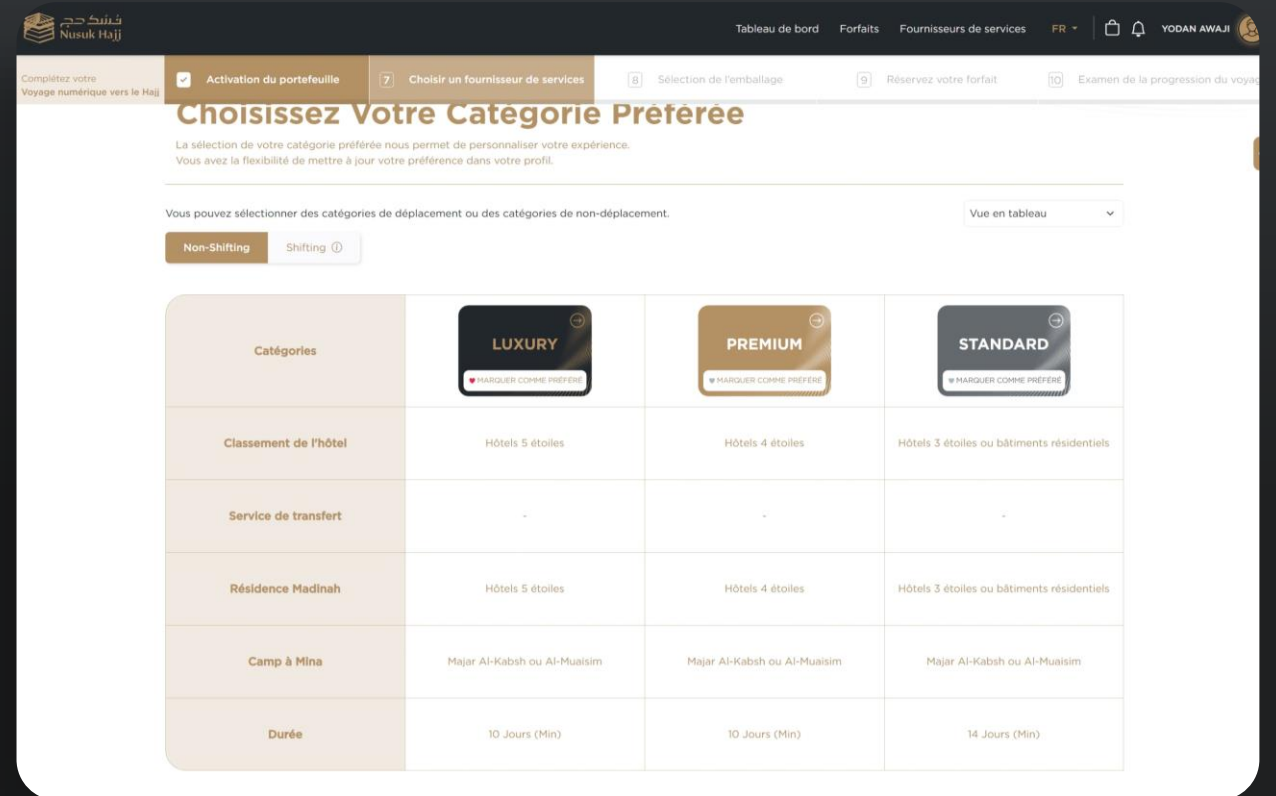 نسك حج
Nusuk Hajj
Tableau de bord Forfaits Fournisseurs de services FR YODAN AWAJI
Complétez votre
Voyage numérique vers le Hajj
Activation du portefeuille
7 Choisir un fournisseur de services
8 Sélection de l'emballage
9 Réservez votre forfait
10 Examen de la progression du
Choisissez Votre Catégorie Préférée
La sélection de votre catégorie préférée nous permet de personnaliser votre expérience.
Vous avez la flexibilité de mettre à jour votre préférence dans votre profil.
Vous pouvez sélectionner des catégories de déplacement ou des catégories de non-déplacement.
Vue en tableau
Non-Shifting Shifting
Catégories
LUXURY
MARQUER COMME PRÉFÉRÉ
PREMIUM
MARQUER COMME PRÉFÉRÉ
STANDARD
MARQUER COMME PRÉFÉRÉ
Classement de l'hôtel Hôtels 5 étoiles Hôtels 4 étoiles Hôtels 3 étoiles ou bâtiments résidentiels
Service de transfert - - -
Résidence Madinah Hôtels 5 étoiles Hôtels 4 étoiles Hôtels 3 étoiles ou bâtiments résidentiels
Camp à Mina Majar Al-Kabsh ou Al-Muaisim Majar Al-Kabsh ou Al-Muaisim Majar Al-Kabsh ou Al-Muaisim
Durée 10 Jours (Min) 10 Jours (Min) 14 Jours (Min)